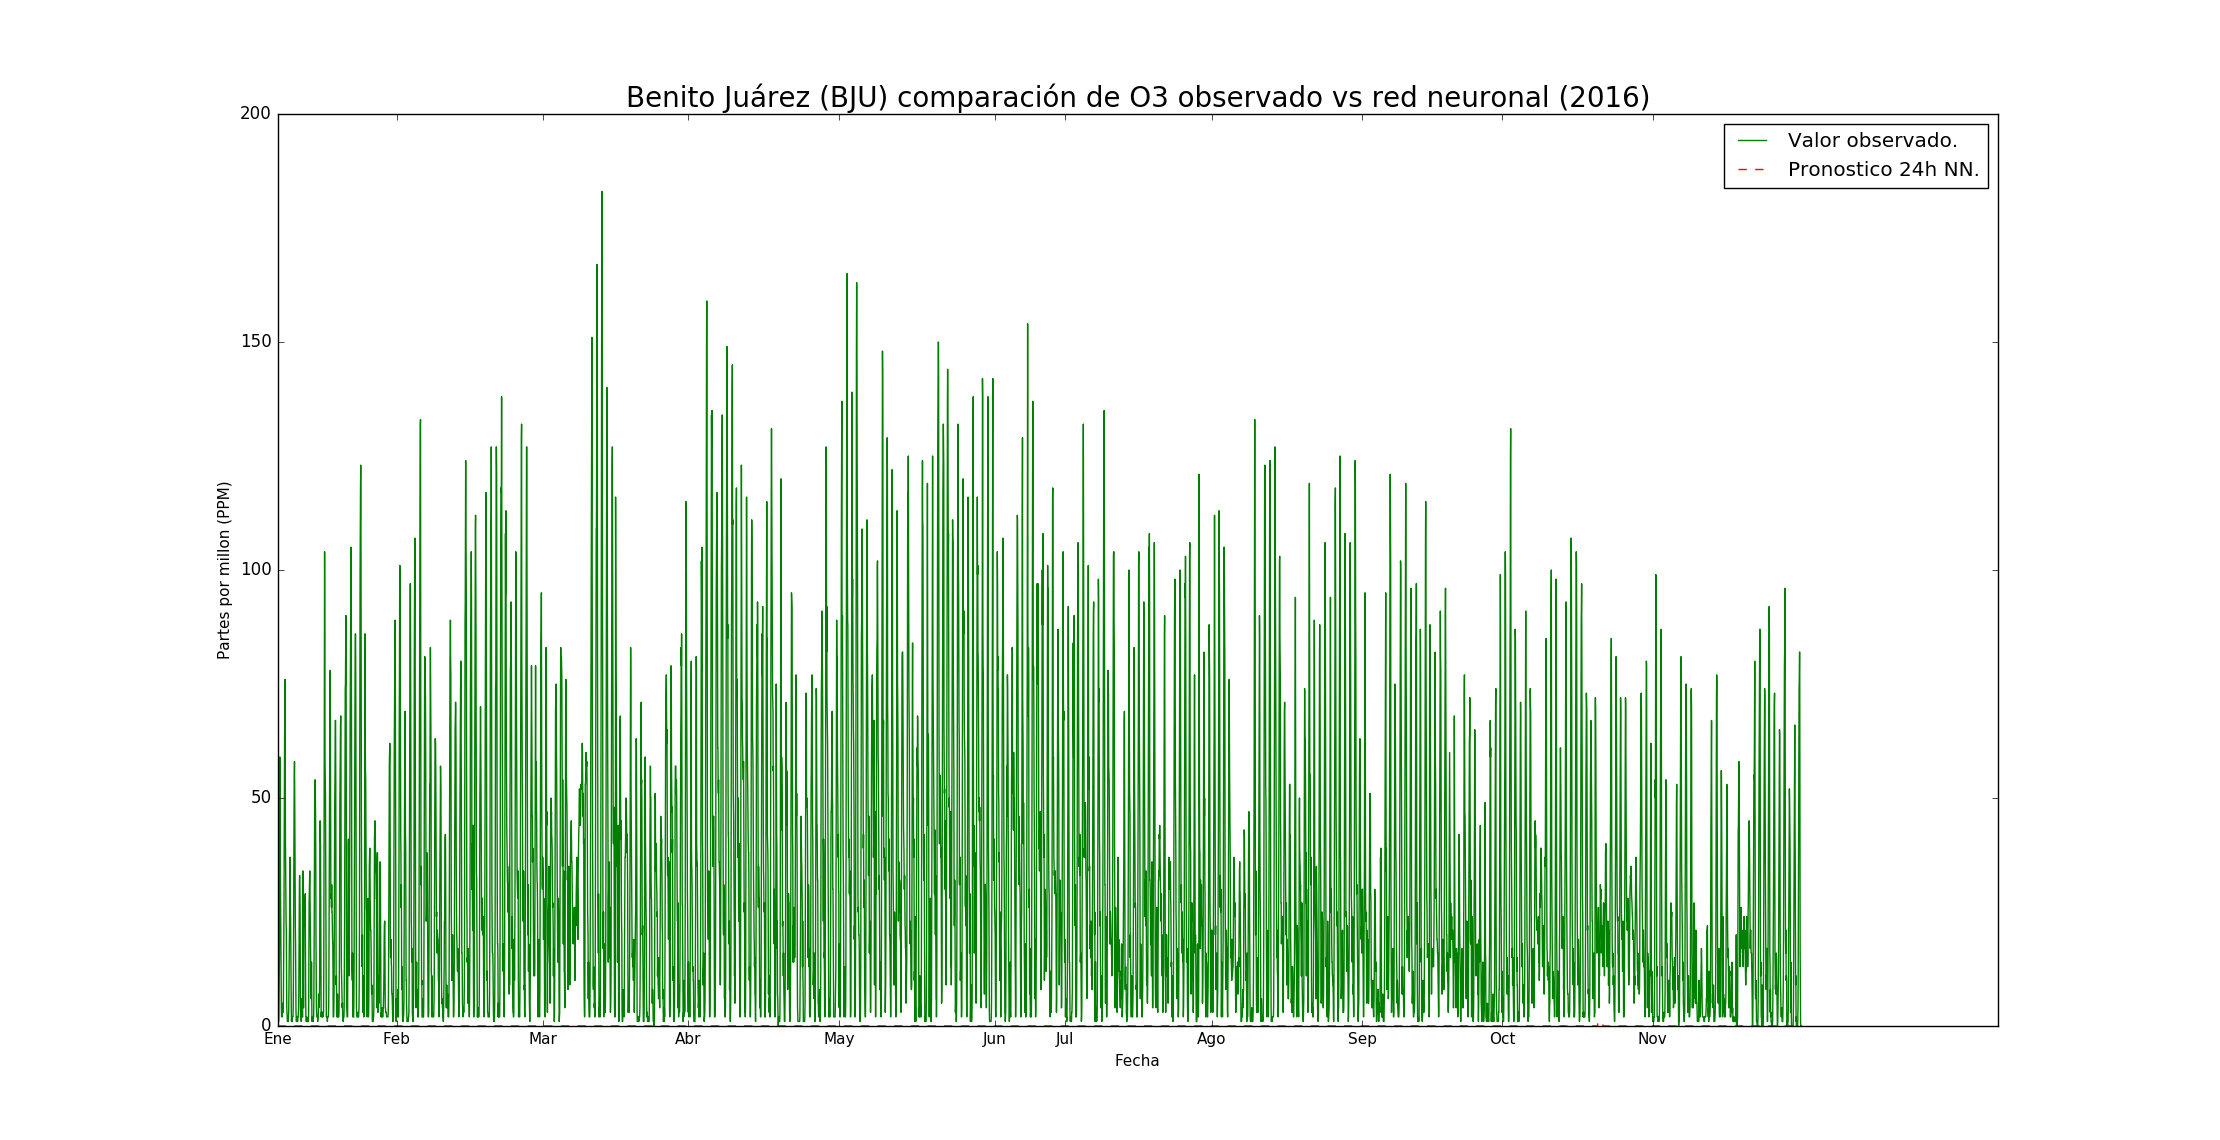 Benito Juárez (BJU) comparación de O3 observado vs red neuronal (2016)
200
150
100
50
0
Partes por millon (PPM)
Valor observado.
Pronostico 24h NN.
Ene Feb Mar Abr May Jun Jul Ago Sep Oct Nov
Fecha